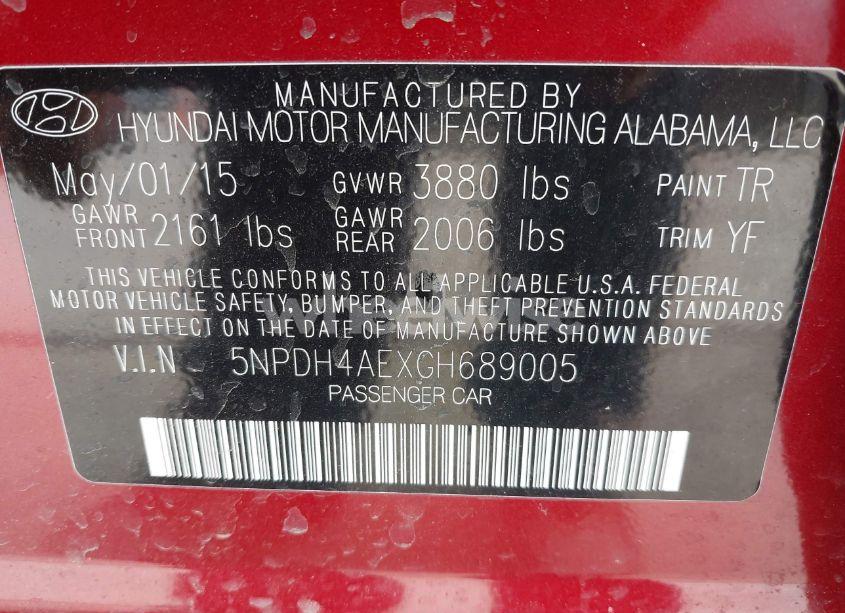 MANUFACTURED BY
HYUNDAI MOTOR MANUFACTURING ALABAMA, LLC
May/01/15 GVWR 3880 lbs PAINT TR
GAWR FRONT 2161 lbs GAWR REAR 2006 lbs TRIM YF
THIS VEHICLE CONFORMS TO ALL APPLICABLE U.S.A. FEDERAL
MOTOR VEHICLE SAFETY, BUMPER, AND THEFT PREVENTION STANDARDS
IN EFFECT ON THE DATE OF MANUFACTURE SHOWN ABOVE.
V.I.N 5NPDH4AEXGH689005
PASSENGER CAR